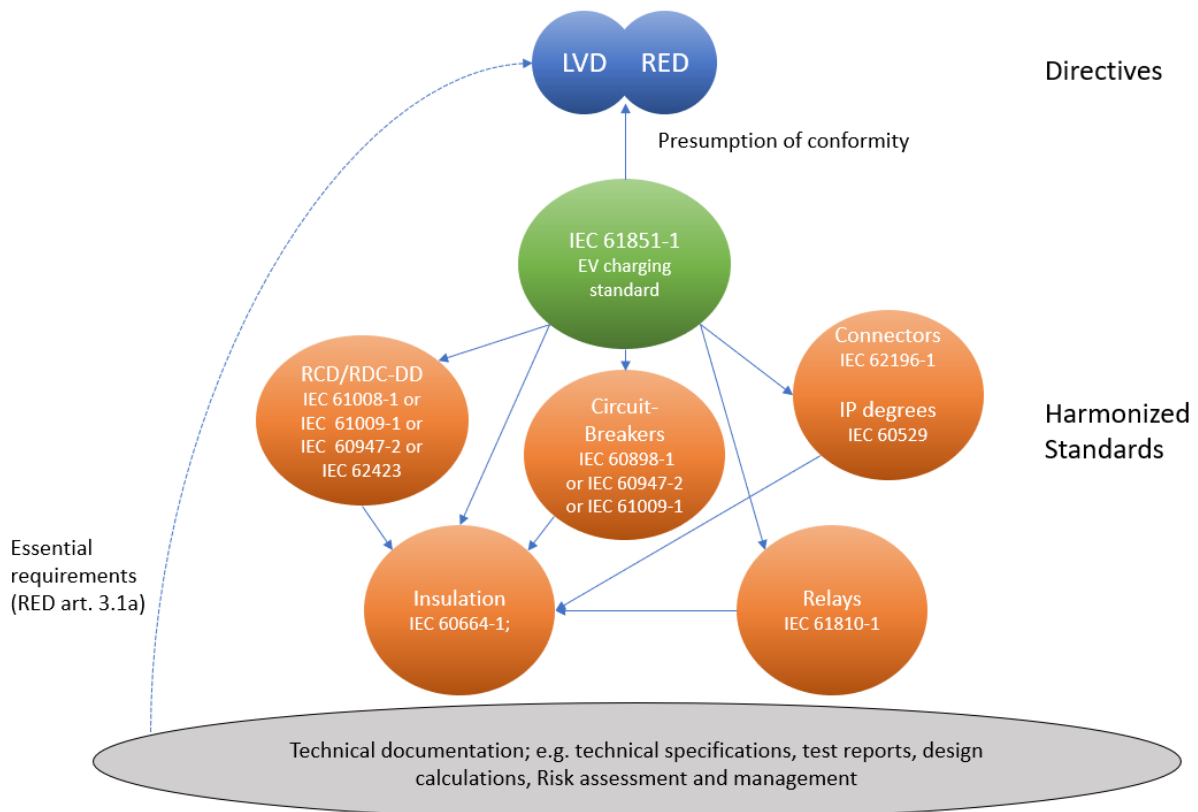 LVD
RED
Directives
Presumption of conformity
IEC 61851-1
EV charging
standard
Connectors
IEC 62196-1
IP degrees
IEC 60529
RCD/RDC-DD
IEC 61008-1 or
IEC  61009-1 or
IEC  60947-2 or
IEC 62423
Circuit-
Breakers
IEC 60898-1
or IEC 60947-2
or IEC 61009-1
Harmonized
Standards
Essential
requirements
(RED art. 3.1a)
Insulation
IEC 60664-1;
Relays
IEC 61810-1
Technical documentation; e.g. technical specifications, test reports, design
calculations, Risk assessment and management